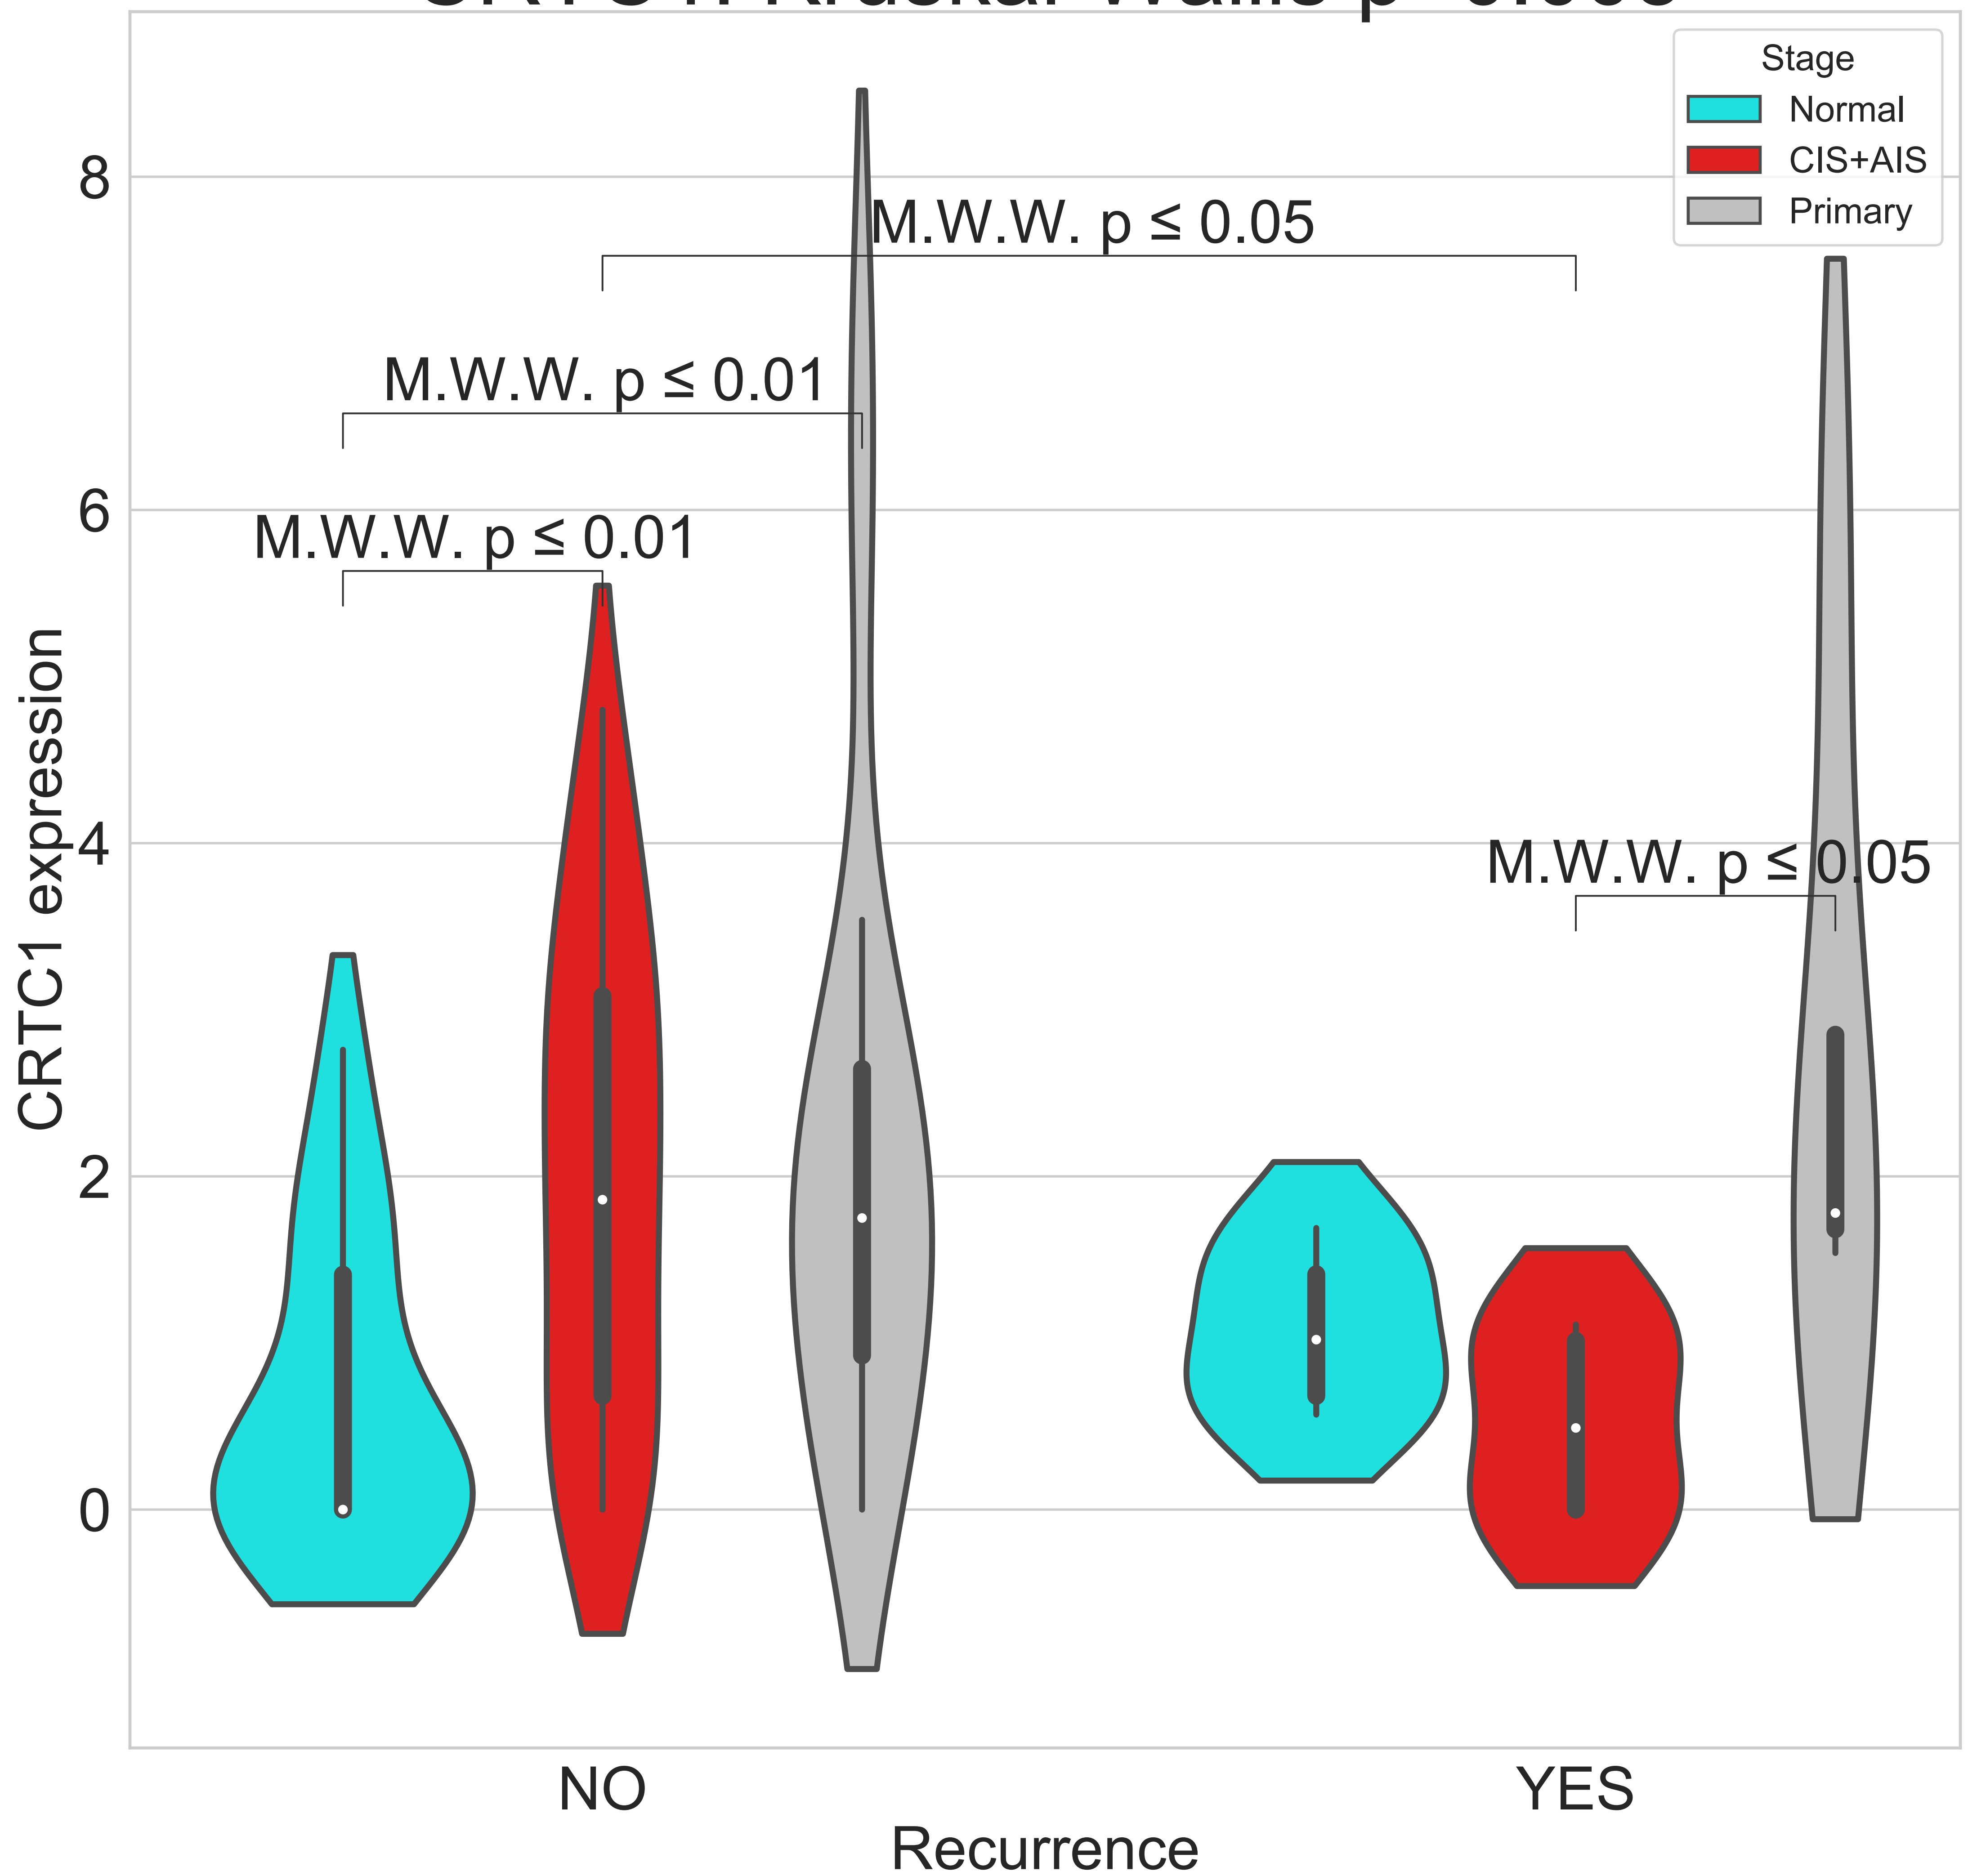 Stage
Normal
CIS+AIS
Primary
8
6
4
2
0
M.W.W. p ≤ 0.05
M.W.W. p ≤ 0.01
M.W.W. p ≤ 0.01
M.W.W. p ≤ 0.05
CRTC1 expression
NO
YES
Recurrence